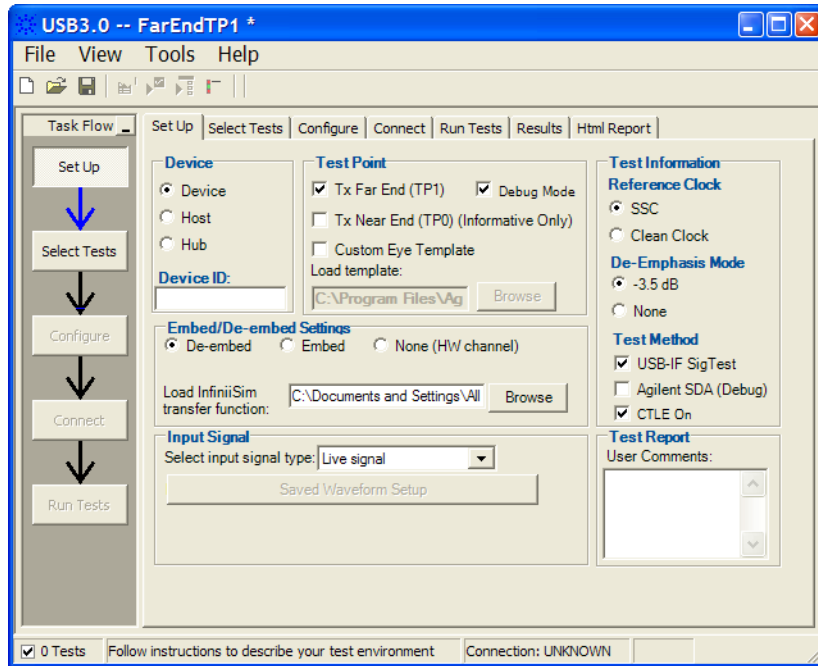 USB3.0 -- FarEndTP1 *
File View Tools Help
Task Flow
Set Up
Select Tests
Configure
Connect
Run Tests
Set Up Select Tests Configure Connect Run Tests Results Html Report
Device
Device
Host
Hub
Device ID:
Test Point
Tx Far End (TP1) Debug Mode
Tx Near End (TP0) (Informative Only)
Custom Eye Template
Load template:
C:\Program Files\Ag Browse
Test Information
Reference Clock
SSC
Clean Clock
De-Emphasis Mode
-3.5 dB
None
Test Method
USB-IF SigTest
Agilent SDA (Debug)
CTLE On
Embed/De-embed Settings
De-embed Embed None (HW channel)
Load InfiniiSim
transfer function:
C:\Documents and Settings\All Browse
Input Signal
Select input signal type: Live signal
Saved Waveform Setup
Test Report
User Comments:
0 Tests Follow instructions to describe your test environment Connection: UNKNOWN